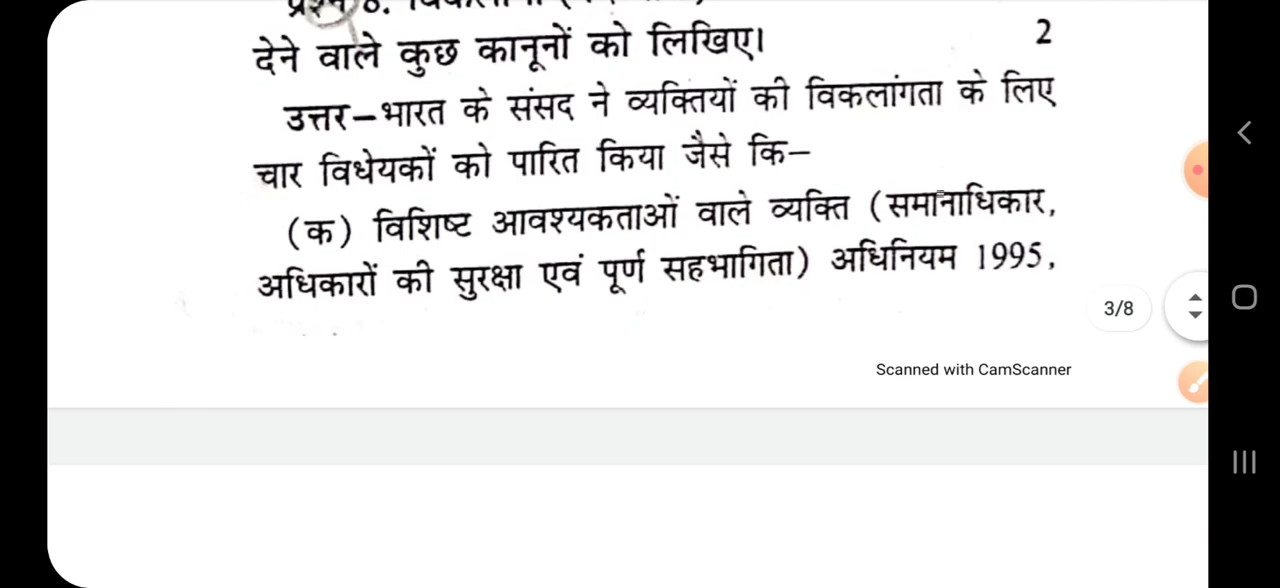 देने वाले कुछ कानूनों को लिखिए। 2
उत्तर–भारत के संसद ने व्यक्तियों की विकलांगता के लिए
चार विधेयकों को पारित किया जैसे कि–
(क) विशिष्ट आवश्यकताओं वाले व्यक्ति (समानाधिकार,
अधिकारों की सुरक्षा एवं पूर्ण सहभागिता) अधिनियम 1995,
3/8
Scanned with CamScanner